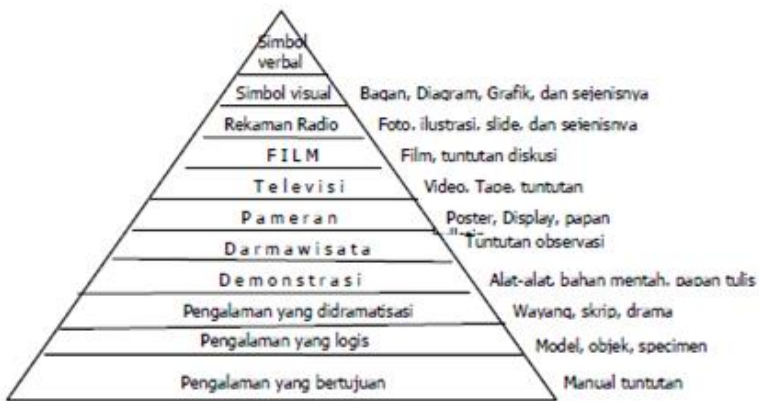 Simbol
verbal
Simbol visual Bagan, Diagram, Grafik, dan sejenisnya
Rekaman Radio Foto, ilustrasi, slide, dan sejenisnya
FILM Film, tuntutan diskusi
Televisi Video, Tape, tuntutan
Pameran Poster, Display, papan
Darmawisata Tuntutan observasi
Demonstrasi Alat-alat, bahan mentah, papan tulis
Pengalaman yang didramatisasi Wayang, skrip, drama
Pengalaman yang logis Model, objek, specimen
Pengalaman yang bertujuan Manual tuntutan